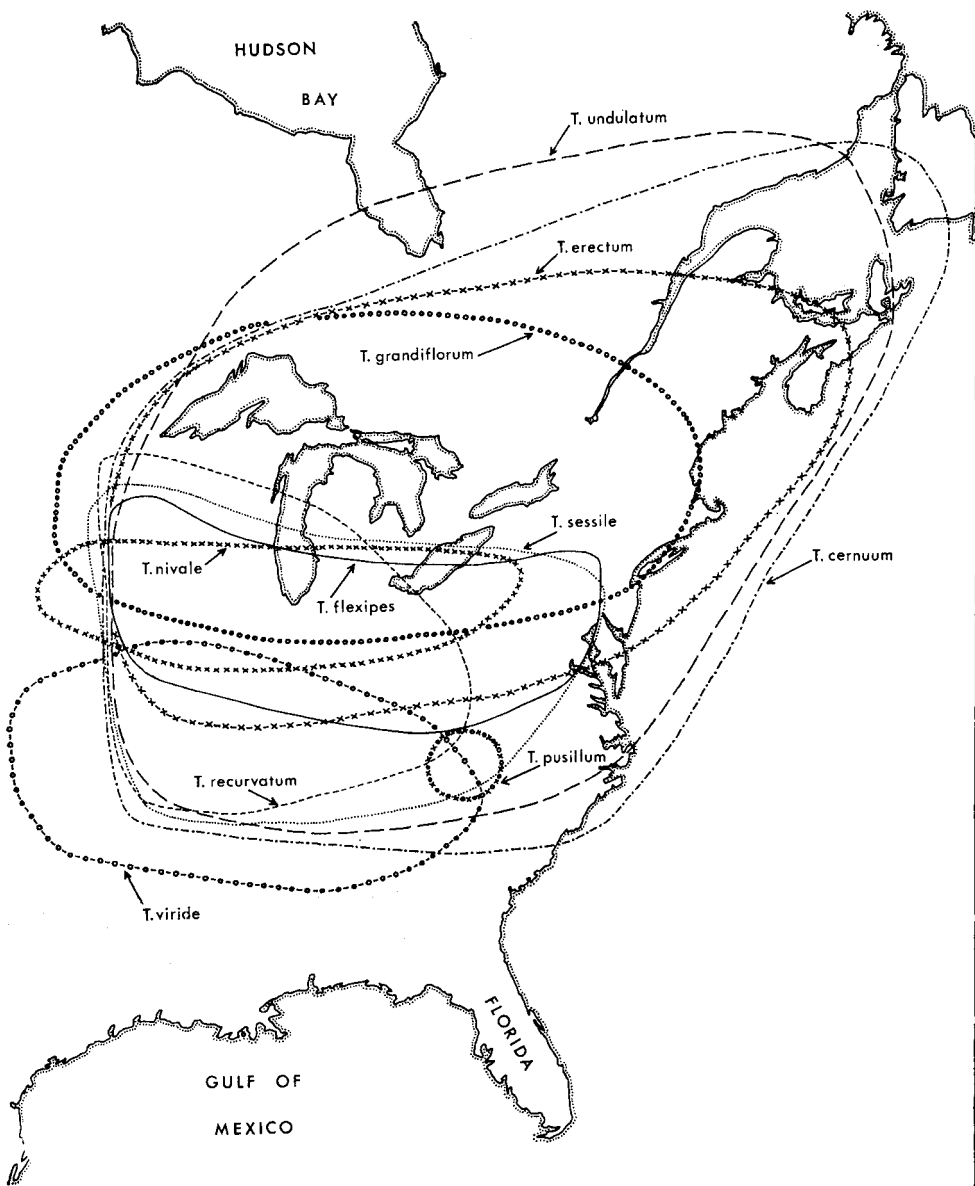 HUDSON
BAY
T. undulatum
T. erectum
T. grandiflorum
T. sessile
T. cernuum
T. nivale
T. flexipes
T. pusillum
T. recurvatum
T. viride
FLORIDA
GULF OF
MEXICO